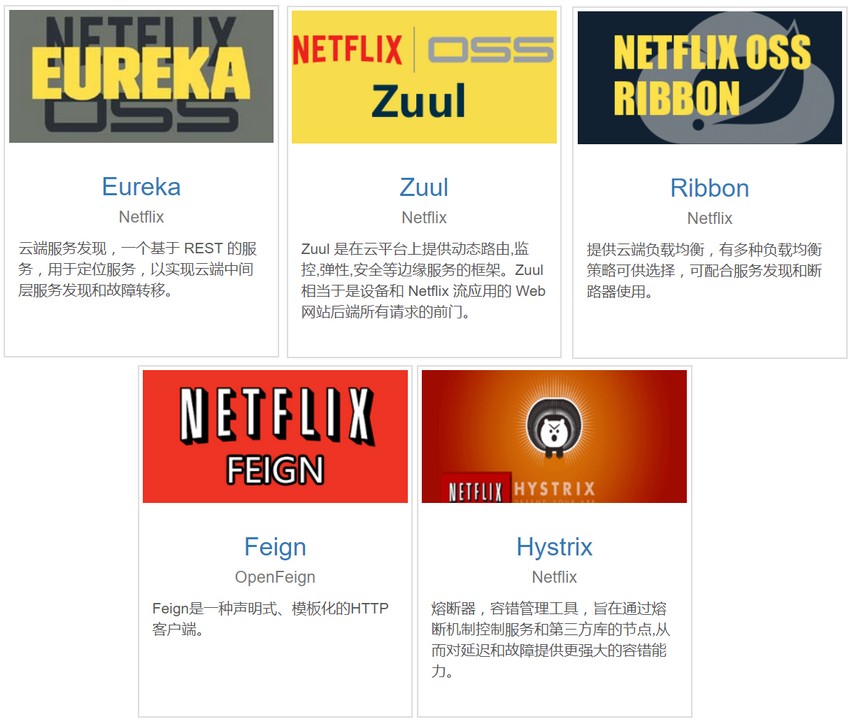 NETFLIX
EUREKA
OSS
Eureka
Netflix
云端服务发现，一个基于 REST 的服
务，用于定位服务，以实现云端中间
层服务发现和故障转移。
NETFLIX OSS
Zuul
Zuul
Netflix
Zuul 是在云平台上提供动态路由,监
控,弹性,安全等边缘服务的框架。Zuul
相当于是设备和 Netflix 流应用的 Web
网站后端所有请求的前门。
NETFLIX OSS
RIBBON
Ribbon
Netflix
提供云端负载均衡，有多种负载均衡
策略可供选择，可配合服务发现和断
路器使用。
NETFLIX
FEIGN
Feign
OpenFeign
Feign是一种声明式、模板化的HTTP
客户端。
NETFLIX HYSTRIX
Hystrix
Netflix
熔断器，容错管理工具，旨在通过熔
断机制控制服务和第三方库的节点,从
而对延迟和故障提供更强大的容错能
力。